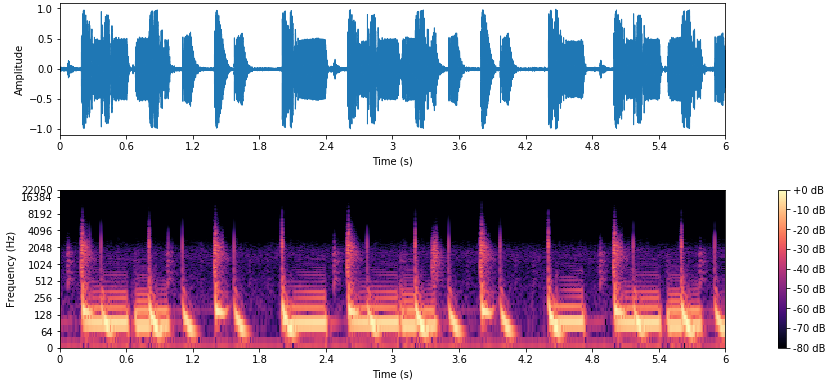 1.0
0.5
0.0
−0.5
−1.0
Amplitude
0 0.6 1.2 1.8 2.4 3 3.6 4.2 4.8 5.4 6
Time (s)
22050
16384
8192
4096
2048
1024
512
256
128
64
0
Frequency (Hz)
0 0.6 1.2 1.8 2.4 3 3.6 4.2 4.8 5.4 6
Time (s)
+0 dB
-10 dB
-20 dB
-30 dB
-40 dB
-50 dB
-60 dB
-70 dB
-80 dB